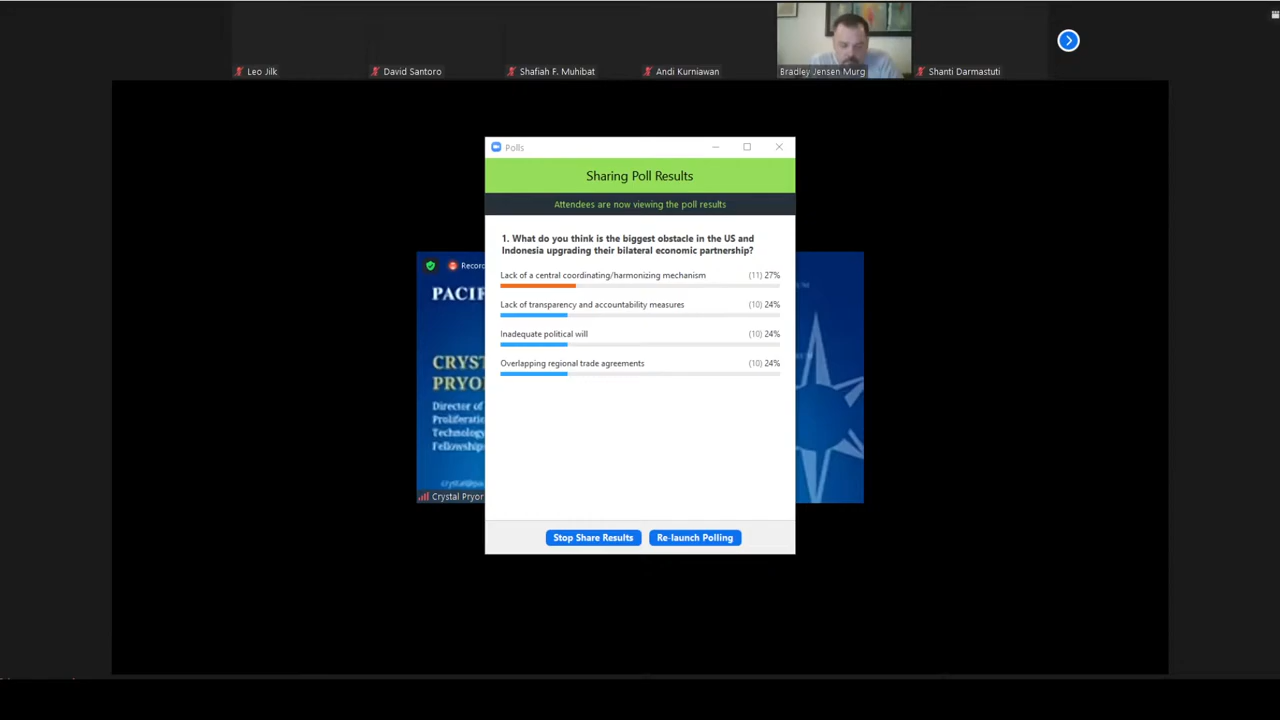 Leo Jilk
David Santoro
Shafiah F. Muhibat
Andi Kurniawan
Bradley Jensen Murg
Shanti Darmastuti
Polls
Sharing Poll Results
Attendees are now viewing the poll results
1. What do you think is the biggest obstacle in the US and
Indonesia upgrading their bilateral economic partnership?
Lack of a central coordinating/harmonizing mechanism (11) 27%
Lack of transparency and accountability measures (10) 24%
Inadequate political will (10) 24%
Overlapping regional trade agreements (10) 24%
Stop Share Results
Re-launch Polling
Recor
PACIF
CRYST
PRYOR
Director of
Proliferation
Technology
Fellowship
Crystal Pryor